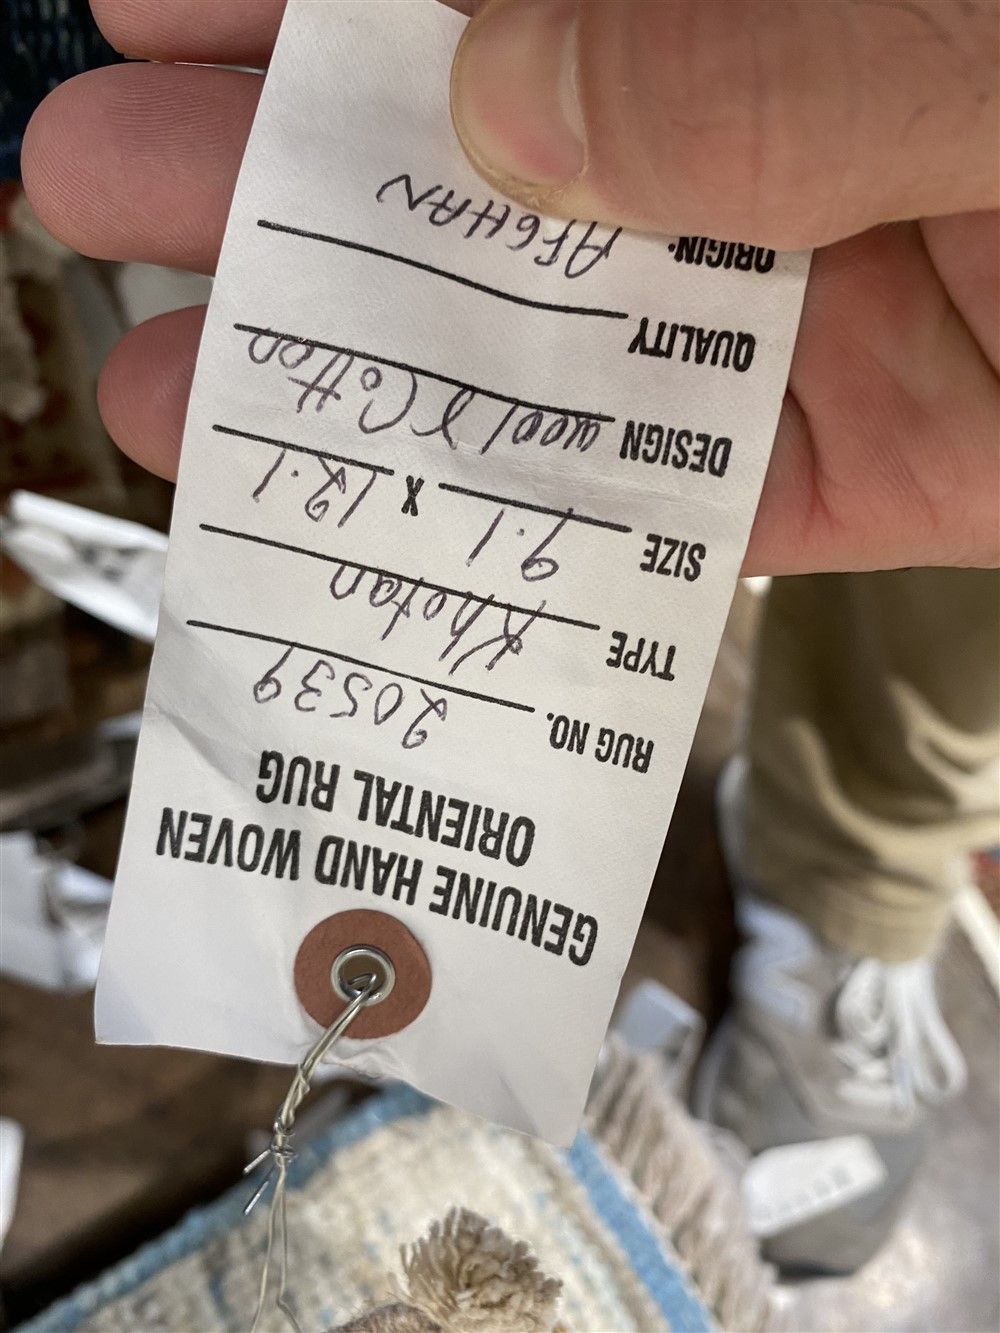 GENUINE HAND WOVEN
ORIENTAL RUG
RUG NO. 20539
TYPE Khotan
SIZE 9.1 X 12.1
DESIGN wool & Cotton
QUALITY
ORIGIN: AFGHAN